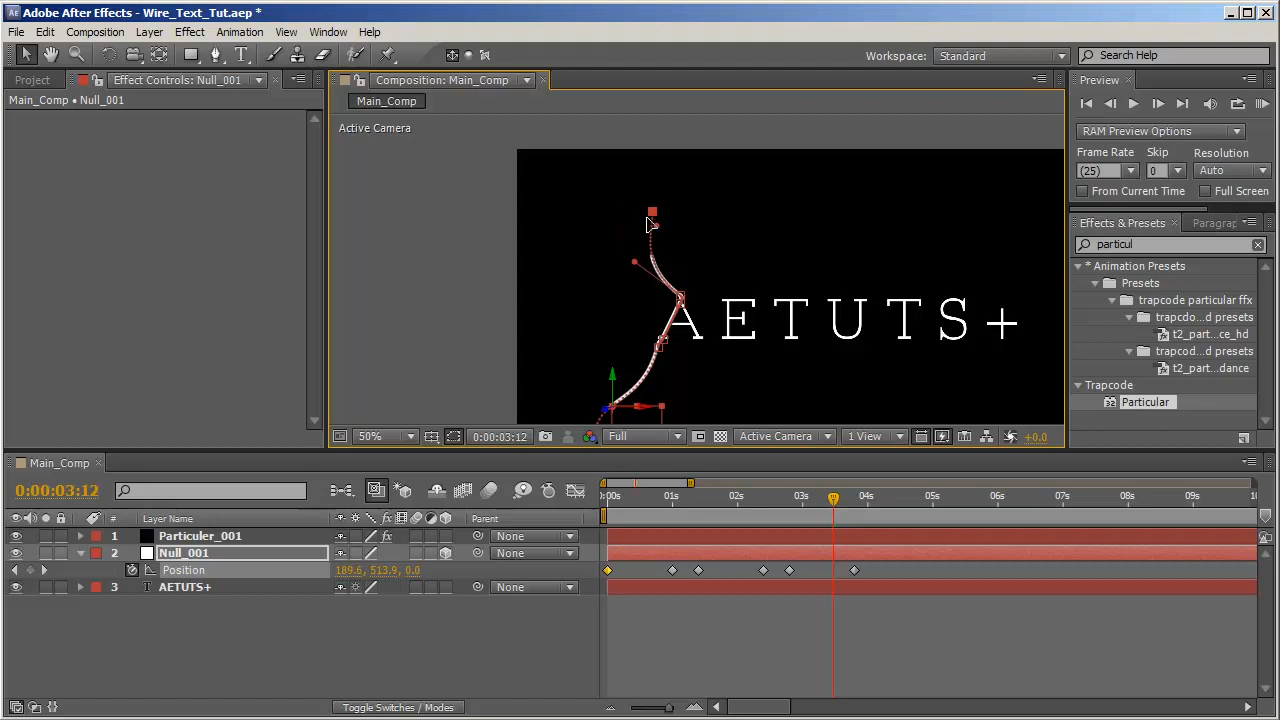 Adobe After Effects - Wire_Text_Tut.aep *
File Edit Composition Layer Effect Animation View Window Help
Workspace: Standard Search Help
Project Effect Controls: Null_001 Composition: Main_Comp Preview
Main_Comp • Null_001 Main_Comp
Active Camera
RAM Preview Options
Frame Rate Skip Resolution
(25) 0 Auto
From Current Time Full Screen
Effects & Presets Paragrap
particul
* Animation Presets
Presets
trapcode particular ffx
trapcdo...d presets
t2_part...ce_hd
trapcod...d presets
t2_part...dance
Trapcode
32 Particular
AETUTS+
50% 0:00:03:12 Full Active Camera 1 View +0.0
Main_Comp
0:00:03:12
0:00s 01s 02s 03s 04s 05s 06s 07s 08s 09s 10
# Layer Name Parent
1 Particuler_001 None
2 Null_001 None
Position 189.6, 513.9, 0.0
3 T AETUTS+ None
Toggle Switches / Modes